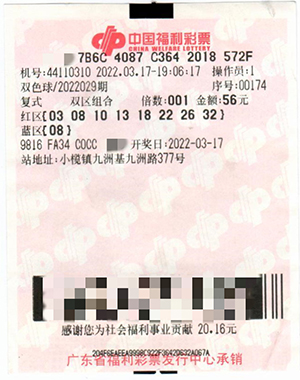 中国福利彩票
CHINA WELFARE LOTTERY
7B6C 4087 C364 2018 572F
机号:44110310 2022.03.17-19:06:17 操作员:1
双色球/2022029期 序号:00174
复式 双区组合 倍数:001 金额:56元
红区{03 08 10 13 18 22 26 32}
蓝区{08}
9816 FA34 C0CC 开奖日:2022-03-17
站地址:小榄镇九洲基九洲路377号
感谢您为社会福利事业贡献 20.16元
广东省福利彩票发行中心承销